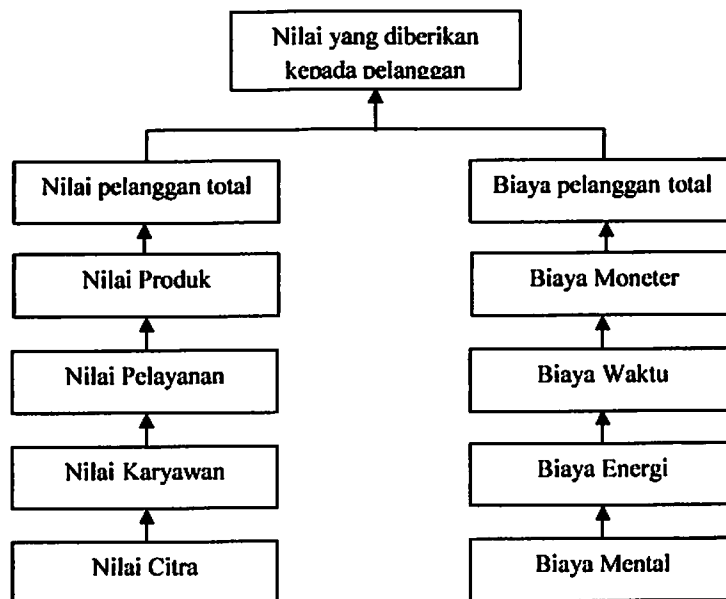 Nilai yang diberikan
kepada pelanggan
Nilai pelanggan total
Biaya pelanggan total
Nilai Produk
Biaya Moneter
Nilai Pelayanan
Biaya Waktu
Nilai Karyawan
Biaya Energi
Nilai Citra
Biaya Mental